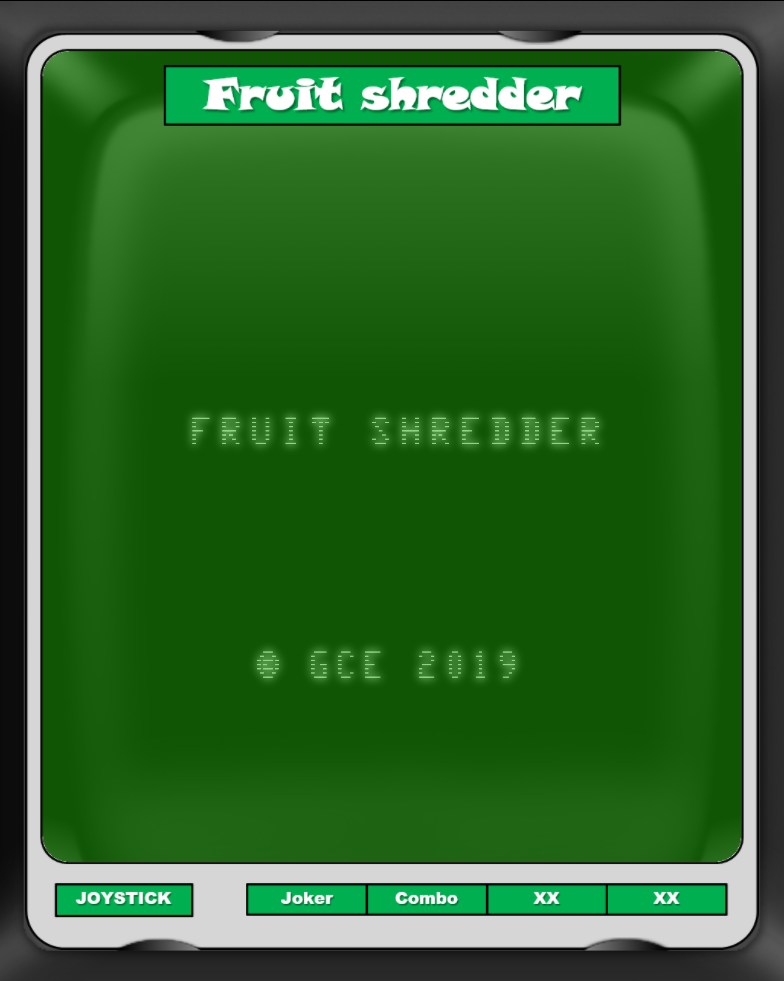 Fruit shredder
FRUIT SHREDDER
© GCE 2019
JOYSTICK Joker Combo XX XX